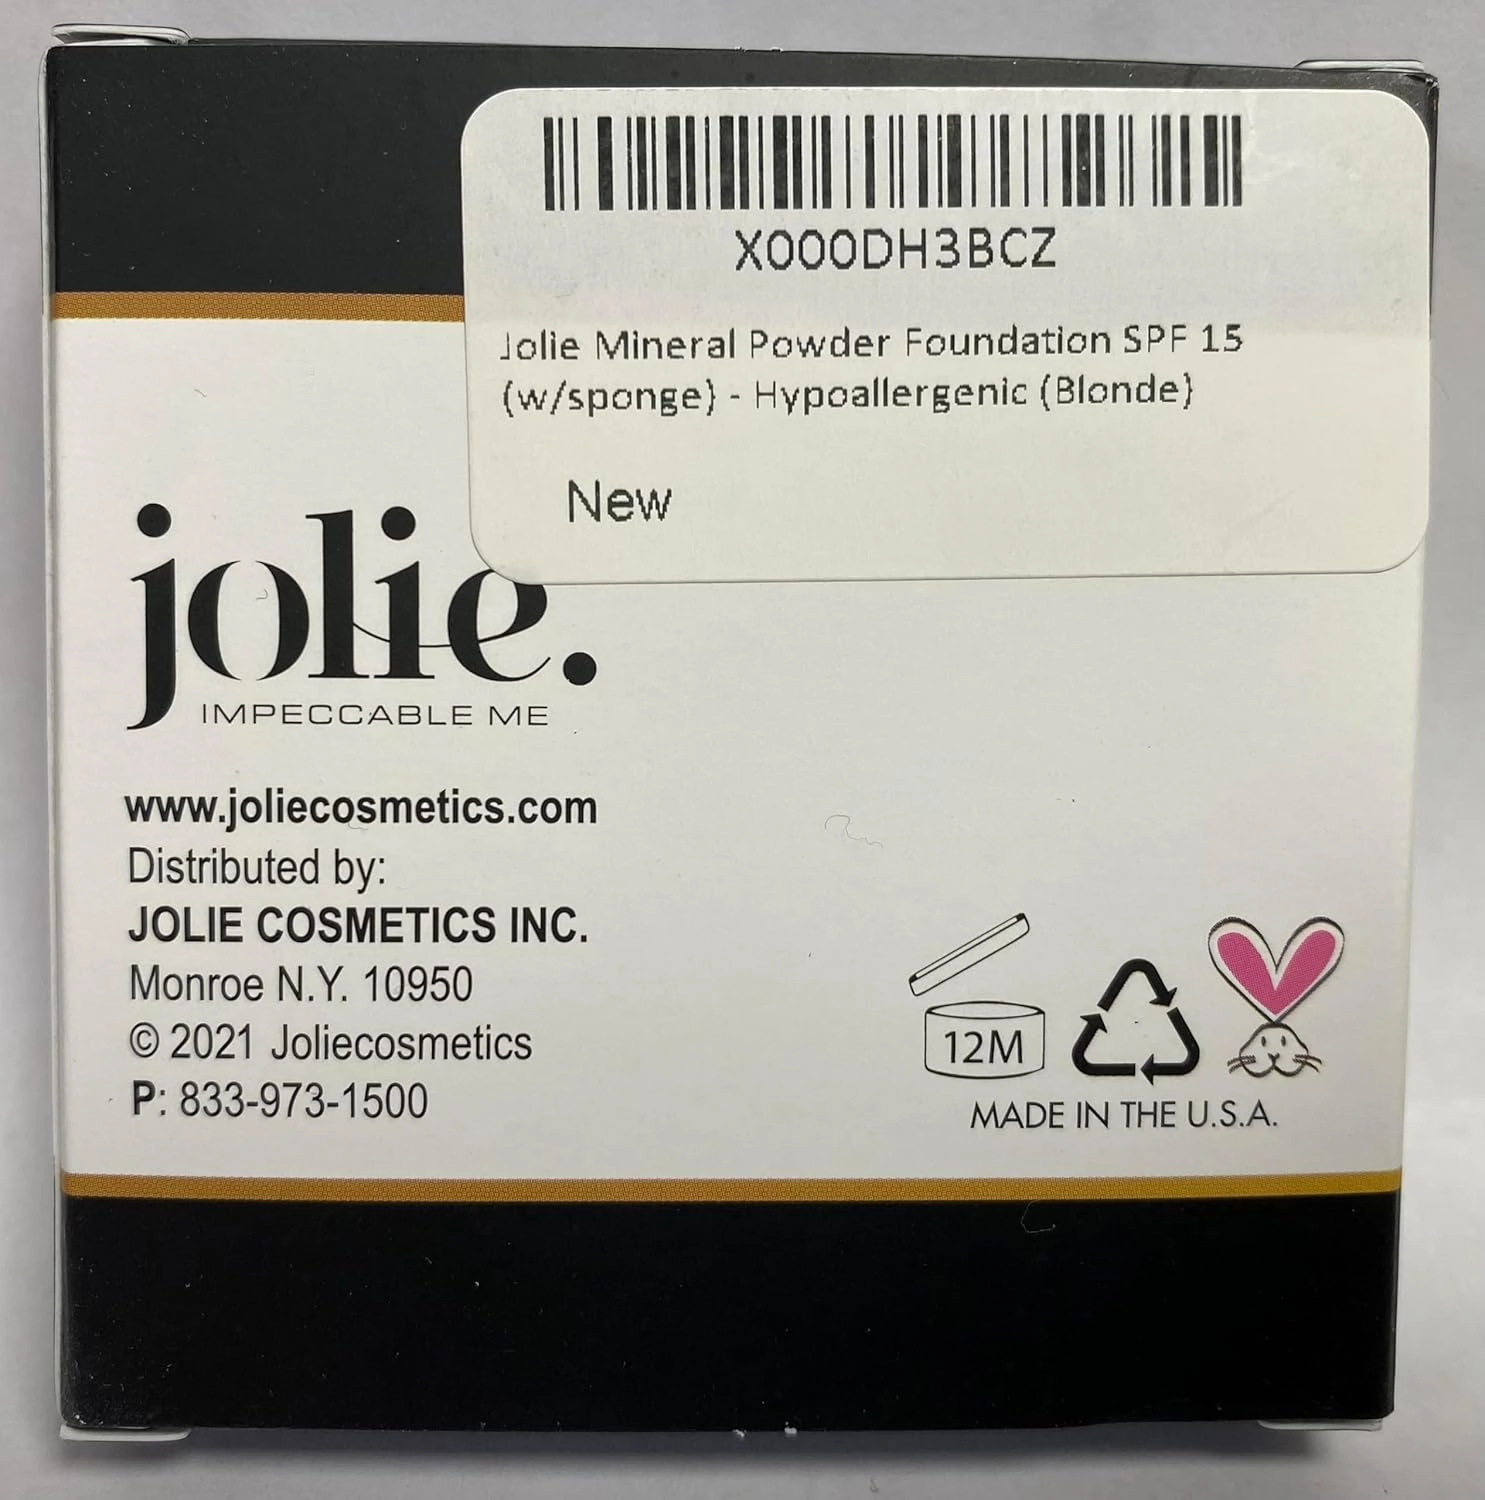 X000DH3BCZ
Jolie Mineral Powder Foundation SPF 15
(w/sponge) - Hypoallergenic (Blonde)
New
jolie.
IMPECCABLE ME
www.joliecosmetics.com
Distributed by:
JOLIE COSMETICS INC.
Monroe N.Y. 10950
© 2021 Joliecosmetics
P: 833-973-1500
12M
MADE IN THE U.S.A.